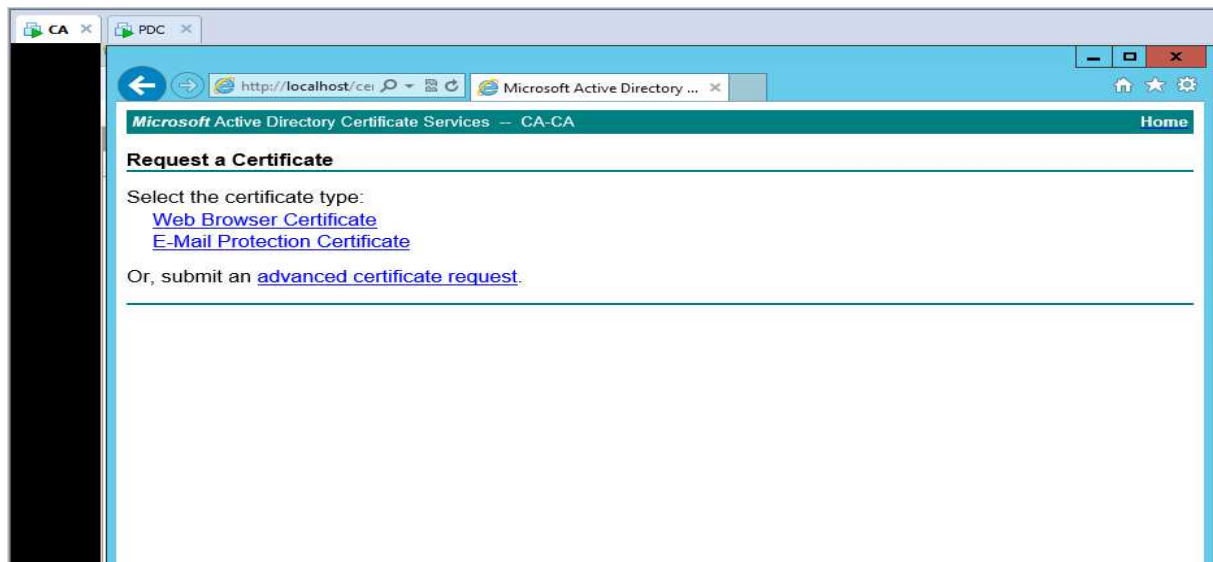 CA PDC
http://localhost/cei Microsoft Active Directory ...
Microsoft Active Directory Certificate Services -- CA-CA Home
Request a Certificate
Select the certificate type:
Web Browser Certificate
E-Mail Protection Certificate
Or, submit an advanced certificate request.